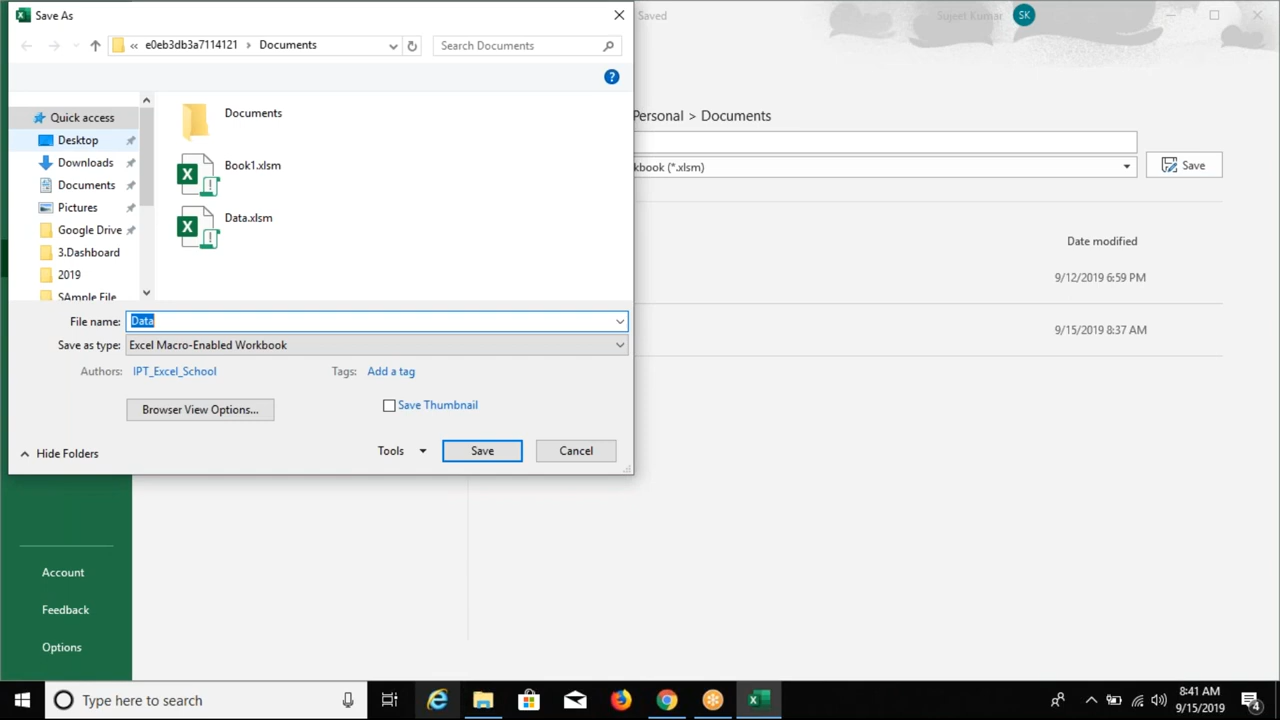 Save As
Saved
Sujeet Kumar
SK
« e0eb3db3a7114121 › Documents
Search Documents
?
Personal > Documents
Quick access
Desktop
Downloads
Documents
Pictures
Google Drive
3.Dashboard
2019
SAmple File
Documents
Book1.xlsm
Data.xlsm
kbook (*.xlsm)
Save
Date modified
9/12/2019 6:59 PM
9/15/2019 8:37 AM
File name: Data
Save as type: Excel Macro-Enabled Workbook
Authors: IPT_Excel_School
Tags: Add a tag
Browser View Options...
Save Thumbnail
Hide Folders
Tools
Save
Cancel
Account
Feedback
Options
Type here to search
8:41 AM
9/15/2019
4